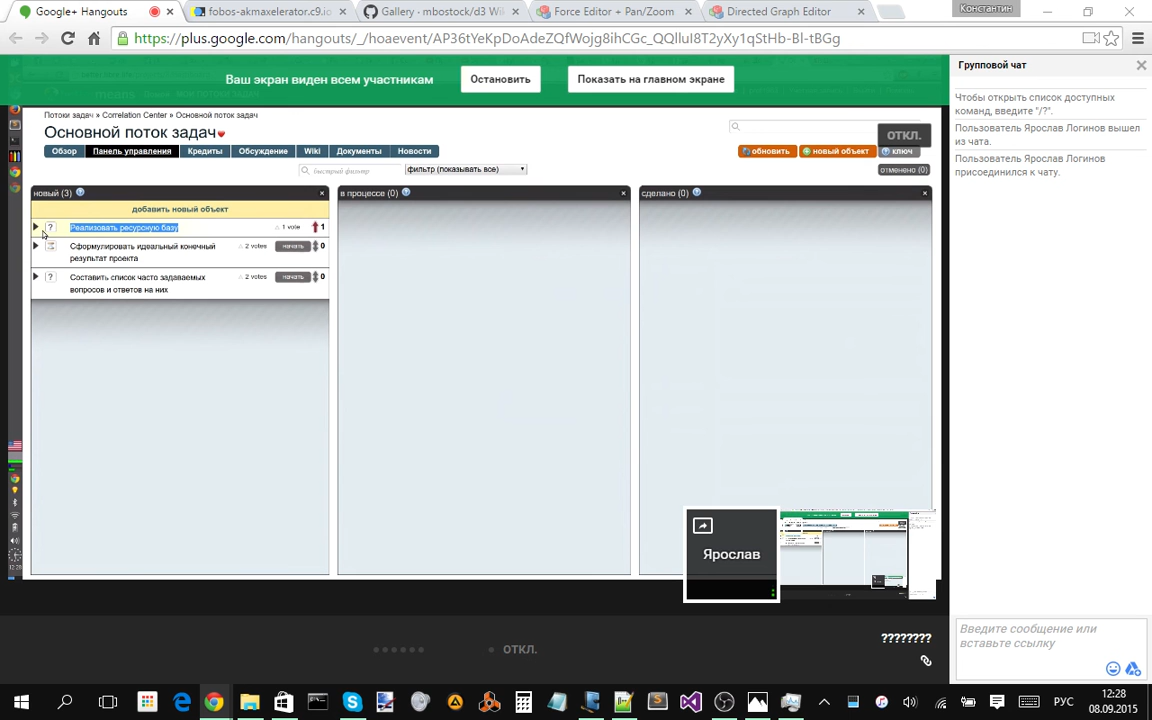 Google+ Hangouts
fobos-akmaxelerator.c9.io
Gallery · mbostock/d3 Wi
Force Editor + Pan/Zoom
Directed Graph Editor
Константин
https://plus.google.com/hangouts/_/hoaevent/AP36tYeKpDoAdeZQfWojg8ihCGc_QQlluI8T2yXy1qStHb-Bl-tBGg
Ваш экран виден всем участникам
Остановить
Показать на главном экране
Групповой чат
Чтобы открыть список доступных
команд, введите "/?".
Пользователь Ярослав Логинов вышел
из чата.
Пользователь Ярослав Логинов
присоединился к чату.
Потоки задач » Correlation Center » Основной поток задач
Основной поток задач
ОТКЛ.
Обзор
Панель управления
Кредиты
Обсуждение
Wiki
Документы
Новости
обновить
новый объект
ключ
быстрый фильтр
фильтр (показывать все)
отменено (0)
новый (3)
в процессе (0)
сделано (0)
добавить новый объект
Реализовать ресурсную базу
1 vote
1
Сформулировать идеальный конечный
результат проекта
2 votes
начать
0
Составить список часто задаваемых
вопросов и ответов на них
2 votes
начать
0
Ярослав
????????
ОТКЛ.
Введите сообщение или
вставьте ссылку
РУС
12:28
08.09.2015